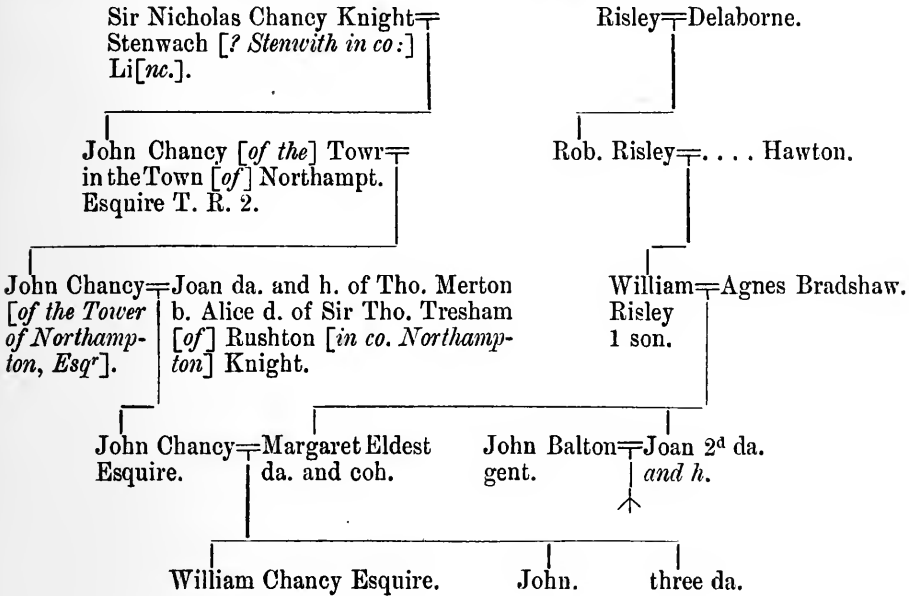 Sir Nicholas Chancy Knight
Stenwach [? Stenwith in co:]
Li[nc.].
Risley Delaborne.
John Chancy [of the] Towr
in the Town [of] Northampt.
Esquire T. R. 2.
Rob. Risley .... Hawton.
John Chancy
[of the Tower
of Northamp-
ton, Esqr].
Joan da. and h. of Tho. Merton
b. Alice d. of Sir Tho. Tresham
[of] Rushton [in co. Northamp-
ton] Knight.
William
Risley
1 son.
Agnes Bradshaw.
John Chancy
Esquire.
Margaret Eldest
da. and coh.
John Balton
gent.
Joan 2d da.
and h.
William Chancy Esquire.
John.
three da.